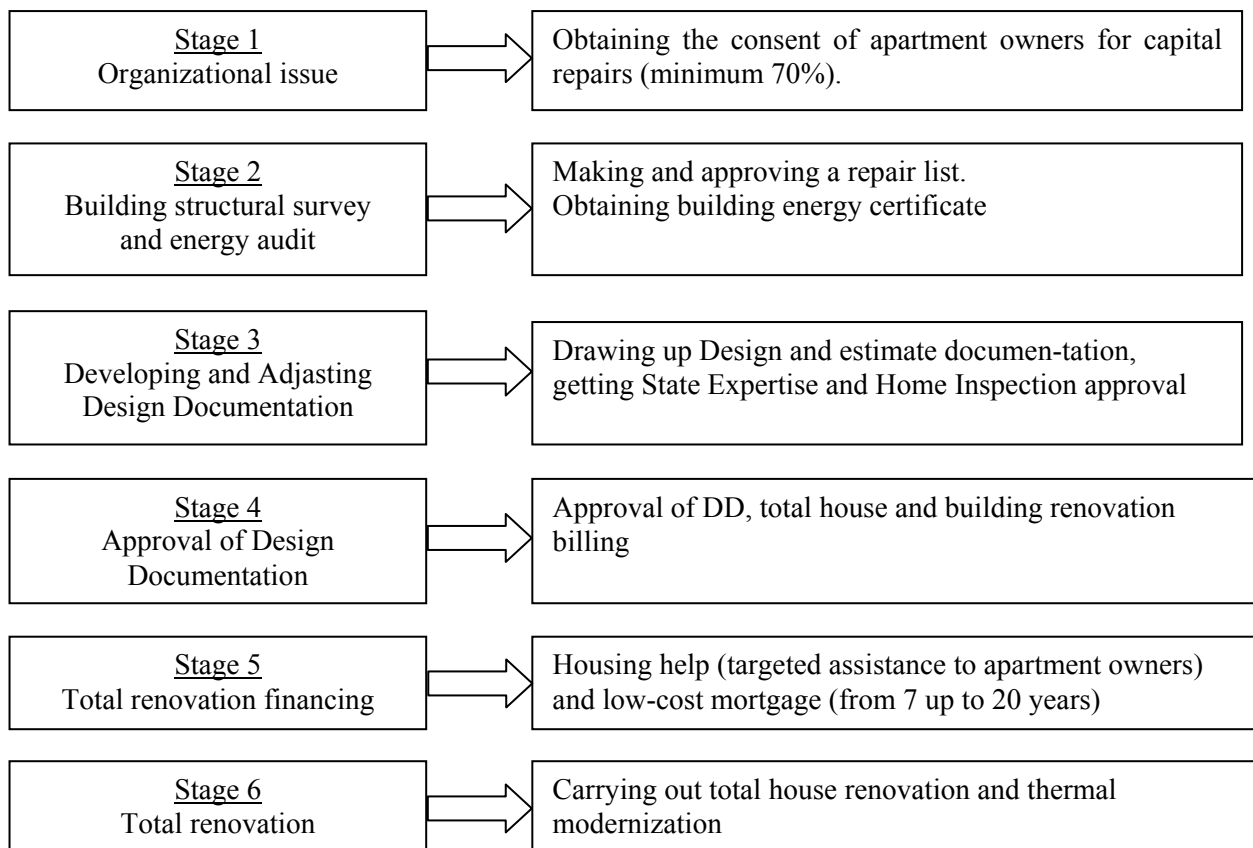 Stage 1
Organizational issue
Obtaining the consent of apartment owners for capital
repairs (minimum 70%).
Stage 2
Building structural survey
and energy audit
Making and approving a repair list.
Obtaining building energy certificate
Stage 3
Developing and Adjasting
Design Documentation
Drawing up Design and estimate documen-tation,
getting State Expertise and Home Inspection approval
Stage 4
Approval of Design
Documentation
Approval of DD, total house and building renovation
billing
Stage 5
Total renovation financing
Housing help (targeted assistance to apartment owners)
and low-cost mortgage (from 7 up to 20 years)
Stage 6
Total renovation
Carrying out total house renovation and thermal
modernization